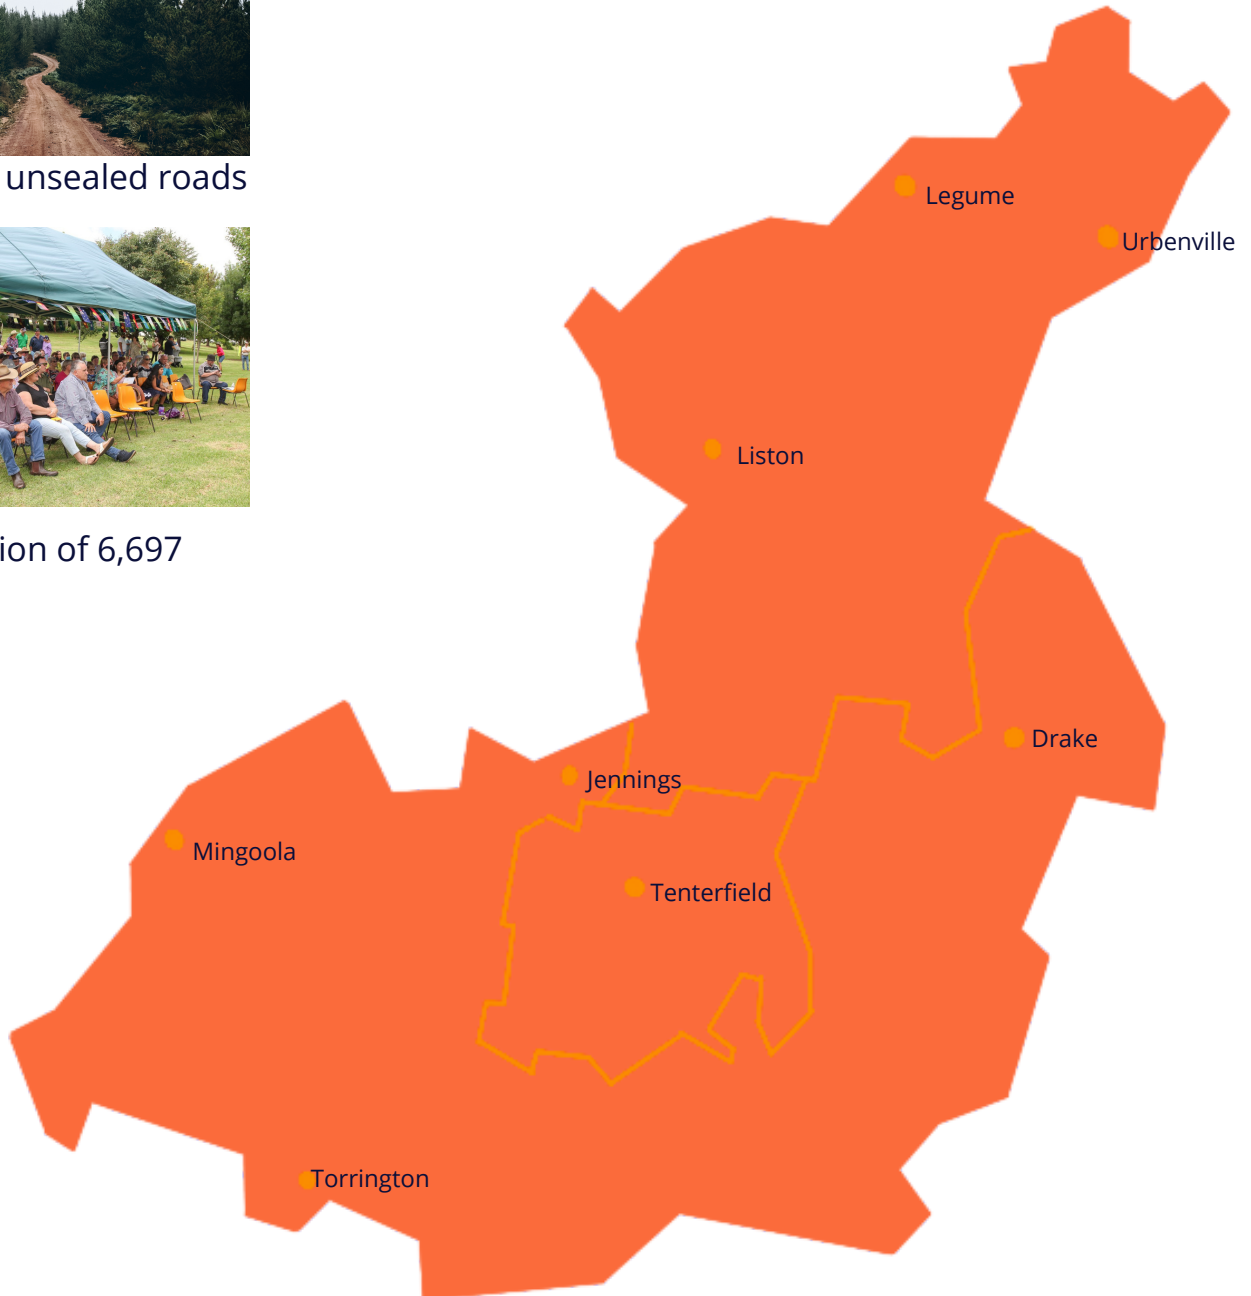 unsealed roads
ion of 6,697
Legume
Urbenville
Liston
Drake
Jennings
Mingoola
Tenterfield
Torrington